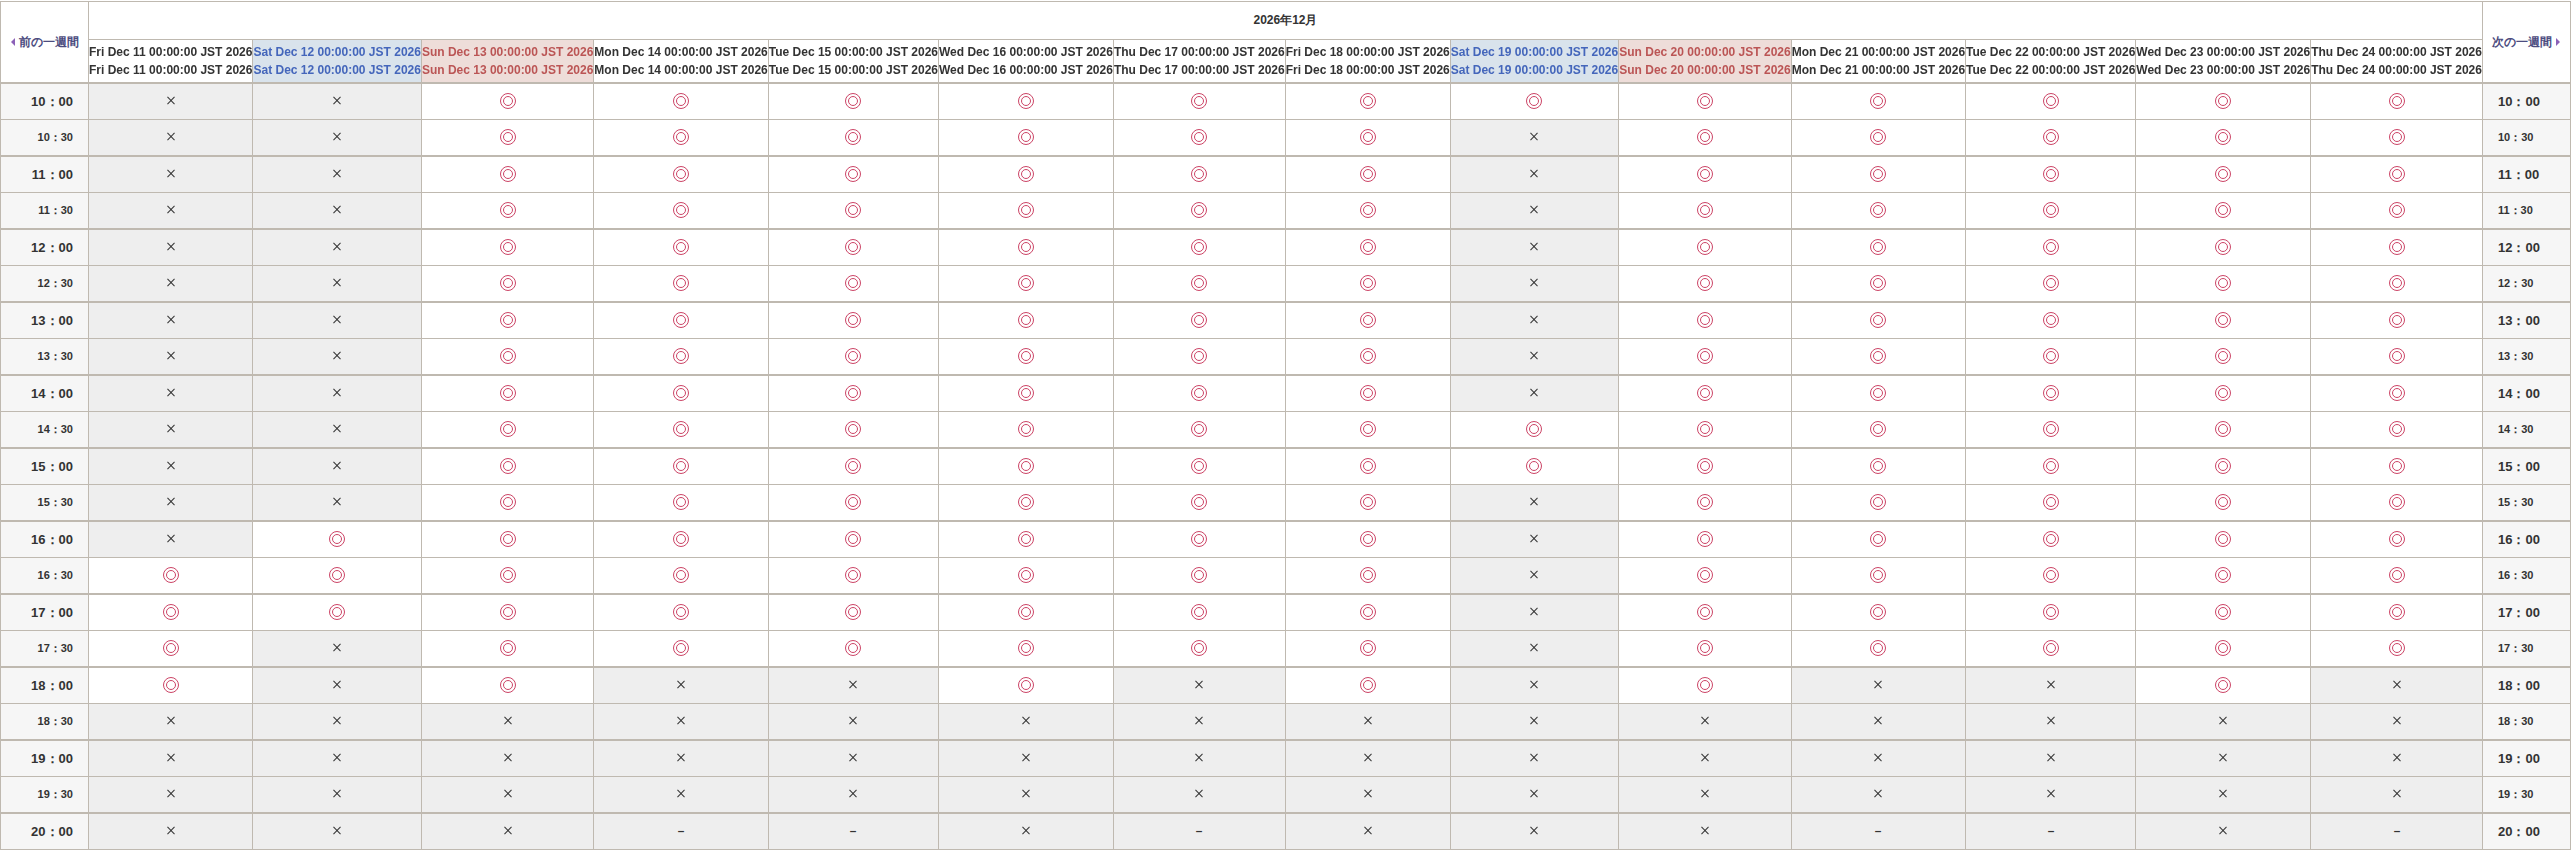 2026年12月
前の一週間
Fri Dec 11 00:00:00 JST 2026 Sat Dec 12 00:00:00 JST 2026 Sun Dec 13 00:00:00 JST 2026 Mon Dec 14 00:00:00 JST 2026 Tue Dec 15 00:00:00 JST 2026 Wed Dec 16 00:00:00 JST 2026 Thu Dec 17 00:00:00 JST 2026 Fri Dec 18 00:00:00 JST 2026 Sat Dec 19 00:00:00 JST 2026 Sun Dec 20 00:00:00 JST 2026 Mon Dec 21 00:00:00 JST 2026 Tue Dec 22 00:00:00 JST 2026 Wed Dec 23 00:00:00 JST 2026 Thu Dec 24 00:00:00 JST 2026
Fri Dec 11 00:00:00 JST 2026 Sat Dec 12 00:00:00 JST 2026 Sun Dec 13 00:00:00 JST 2026 Mon Dec 14 00:00:00 JST 2026 Tue Dec 15 00:00:00 JST 2026 Wed Dec 16 00:00:00 JST 2026 Thu Dec 17 00:00:00 JST 2026 Fri Dec 18 00:00:00 JST 2026 Sat Dec 19 00:00:00 JST 2026 Sun Dec 20 00:00:00 JST 2026 Mon Dec 21 00:00:00 JST 2026 Tue Dec 22 00:00:00 JST 2026 Wed Dec 23 00:00:00 JST 2026 Thu Dec 24 00:00:00 JST 2026
次の一週間
10：00 × × ◎ ◎ ◎ ◎ ◎ ◎ ◎ ◎ ◎ ◎ ◎ ◎ 10：00
10：30 × × ◎ ◎ ◎ ◎ ◎ ◎ × ◎ ◎ ◎ ◎ ◎ 10：30
11：00 × × ◎ ◎ ◎ ◎ ◎ ◎ × ◎ ◎ ◎ ◎ ◎ 11：00
11：30 × × ◎ ◎ ◎ ◎ ◎ ◎ × ◎ ◎ ◎ ◎ ◎ 11：30
12：00 × × ◎ ◎ ◎ ◎ ◎ ◎ × ◎ ◎ ◎ ◎ ◎ 12：00
12：30 × × ◎ ◎ ◎ ◎ ◎ ◎ × ◎ ◎ ◎ ◎ ◎ 12：30
13：00 × × ◎ ◎ ◎ ◎ ◎ ◎ × ◎ ◎ ◎ ◎ ◎ 13：00
13：30 × × ◎ ◎ ◎ ◎ ◎ ◎ × ◎ ◎ ◎ ◎ ◎ 13：30
14：00 × × ◎ ◎ ◎ ◎ ◎ ◎ × ◎ ◎ ◎ ◎ ◎ 14：00
14：30 × × ◎ ◎ ◎ ◎ ◎ ◎ ◎ ◎ ◎ ◎ ◎ ◎ 14：30
15：00 × × ◎ ◎ ◎ ◎ ◎ ◎ ◎ ◎ ◎ ◎ ◎ ◎ 15：00
15：30 × × ◎ ◎ ◎ ◎ ◎ ◎ × ◎ ◎ ◎ ◎ ◎ 15：30
16：00 × ◎ ◎ ◎ ◎ ◎ ◎ ◎ × ◎ ◎ ◎ ◎ ◎ 16：00
16：30 ◎ ◎ ◎ ◎ ◎ ◎ ◎ ◎ × ◎ ◎ ◎ ◎ ◎ 16：30
17：00 ◎ ◎ ◎ ◎ ◎ ◎ ◎ ◎ × ◎ ◎ ◎ ◎ ◎ 17：00
17：30 ◎ × ◎ ◎ ◎ ◎ ◎ ◎ × ◎ ◎ ◎ ◎ ◎ 17：30
18：00 ◎ × ◎ × × ◎ × ◎ × ◎ × × ◎ × 18：00
18：30 × × × × × × × × × × × × × × 18：30
19：00 × × × × × × × × × × × × × × 19：00
19：30 × × × × × × × × × × × × × × 19：30
20：00 × × × － － × － × × × － － × － 20：00